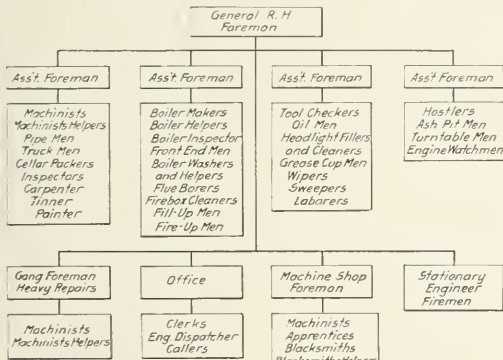 General R. H
Foreman
Ass't. Foreman
Ass't. Foreman
Ass't. Foreman
Ass't Foreman
Machinists
Machinists Helpers
Pipe Men
Truck Men
Cellar Packers
Inspectors
Carpenter
Tinner
Painter
Boiler Makers
Boiler Helpers
Boiler Inspector
Front End Men
Boiler Washers
and Helpers
Flue Borers
Firebox Cleaners
Fill-Up Men
Fire-Up Men
Tool Checkers
Oil Men
Headlight Fillers
and Cleaners
Grease Cup Men
Wipers
Sweepers
Laborers
Hostlers
Ash Pit Men
Turntable Men
Engine Watchmen
Gang Foreman
Heavy Repairs
Office
Machine Shop
Foreman
Stationary
Engineer
Firemen
Machinists
Machinists Helpers
Clerks
Eng. Dispatcher
Callers
Machinists
Apprentices
Blacksmiths
Blacksmiths Helpers